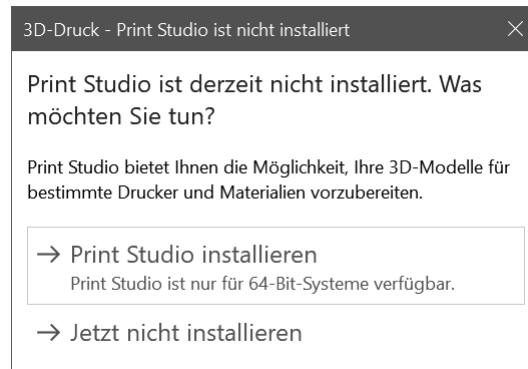 3D-Druck - Print Studio ist nicht installiert
Print Studio ist derzeit nicht installiert. Was
möchten Sie tun?
Print Studio bietet Ihnen die Möglichkeit, Ihre 3D-Modelle für
bestimmte Drucker und Materialien vorzubereiten.
→ Print Studio installieren
Print Studio ist nur für 64-Bit-Systeme verfügbar.
→ Jetzt nicht installieren